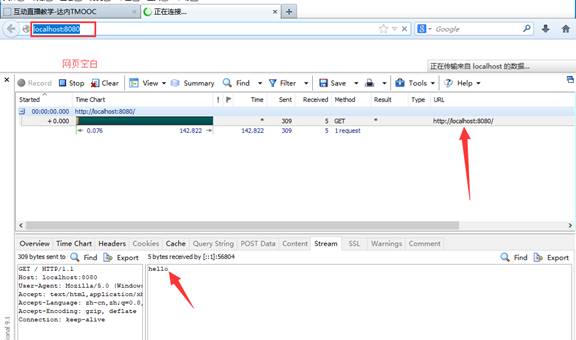 互动直播教学-达内TMOOC × 正在连接... × +
localhost:8080 Google
网页空白
正在传输来自 localhost 的数据...
Record Stop Clear View Summary Find Filter Save Tools Help
Started Time Chart ! Time Sent Received Method Result Type URL
00:00:00.000 http://localhost:8080/
+ 0.000 * 309 5 GET * http://localhost:8080/
0.076 142.822 142.822 309 5 1 request
Overview Time Chart Headers Cookies Cache Query String POST Data Content Stream SSL Warnings Comment
309 bytes sent to Find Export 5 bytes received by [::1]:56804 Find Export
GET / HTTP/1.1 hello
Host: localhost:8080
User-Agent: Mozilla/5.0 (Windows
Accept: text/html,application/xh
Accept-Language: zh-cn,zh;q=0.8,
Accept-Encoding: gzip, deflate
Connection: keep-alive
ional 9.1